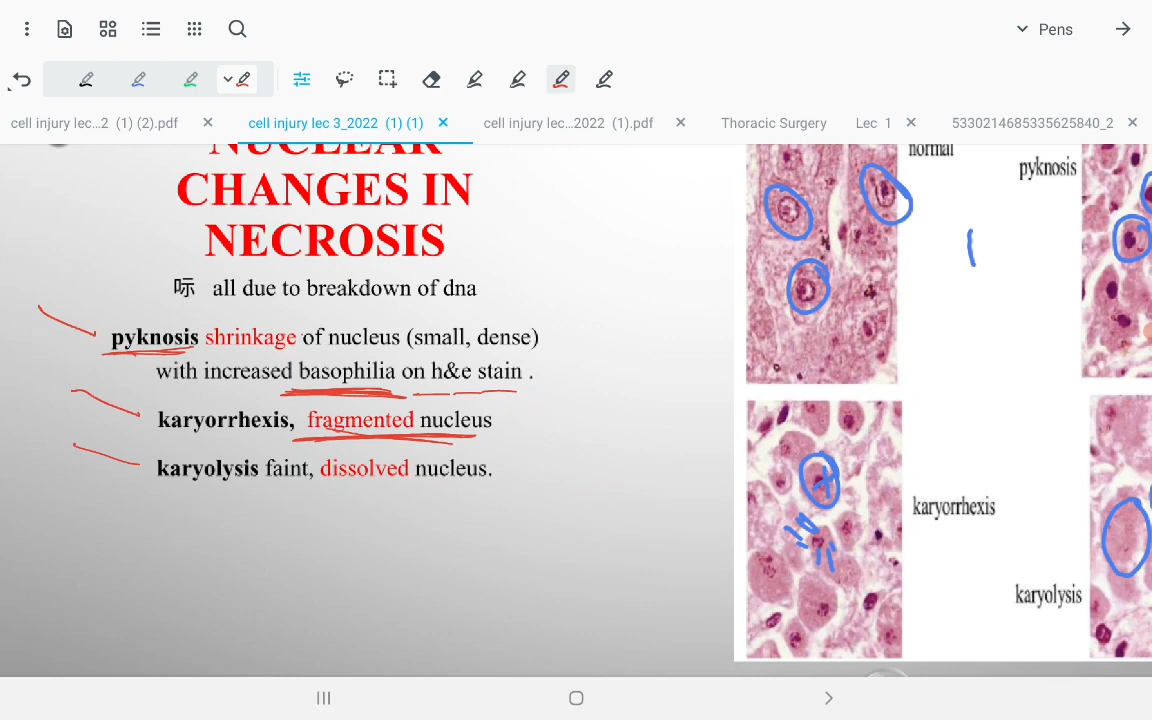 Pens
cell injury lec...2 (1) (2).pdf
cell injury lec 3_2022 (1) (1)
cell injury lec...2022 (1).pdf
Thoracic Surgery Lec 1
5330214685335625840_2
NUCLEAR
CHANGES IN
NECROSIS
哧 all due to breakdown of dna
pyknosis shrinkage of nucleus (small, dense)
with increased basophilia on h&e stain .
karyorrhexis, fragmented nucleus
karyolysis faint, dissolved nucleus.
normal
pyknosis
karyorrhexis
karyolysis